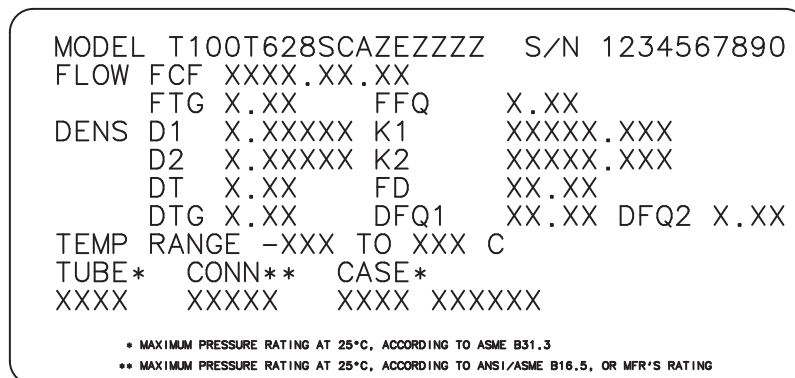 MODEL T100T628SCAZEZZZZ S/N 1234567890
FLOW FCF XXXX.XX.XX
FTG X.XX FFQ X.XX
DENS D1 X.XXXXX K1 XXXXX.XXX
D2 X.XXXXX K2 XXXXX.XXX
DT X.XX FD XX.XX
DTG X.XX DFQ1 XX.XX DFQ2 X.XX
TEMP RANGE -XXX TO XXX C
TUBE* CONN** CASE*
XXXX XXXXX XXXX XXXXXX
* MAXIMUM PRESSURE RATING AT 25°C, ACCORDING TO ASME B31.3
** MAXIMUM PRESSURE RATING AT 25°C, ACCORDING TO ANSI/ASME B16.5, OR MFR'S RATING